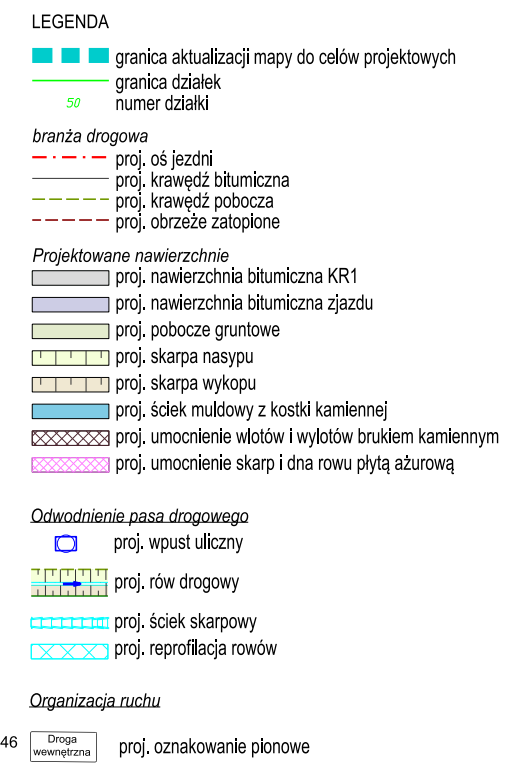 LEGENDA
granica aktualizacji mapy do celów projektowych
granica działek
50 numer działki
branża drogowa
proj. oś jezdni
proj. krawędź bitumiczna
proj. krawędź pobocza
proj. obrzeże zatopione
Projektowane nawierzchnie
proj. nawierzchnia bitumiczna KR1
proj. nawierzchnia bitumiczna zjazdu
proj. pobocze gruntowe
proj. skarpa nasypu
proj. skarpa wykopu
proj. ściek muldowy z kostki kamiennej
proj. umocnienie wlotów i wylotów brukiem kamiennym
proj. umocnienie skarp i dna rowu płytą ażurową
Odwodnienie pasa drogowego
proj. wpust uliczny
proj. rów drogowy
proj. ściek skarpowy
proj. reprofilacja rowów
Organizacja ruchu
46 Droga
wewnętrzna
proj. oznakowanie pionowe